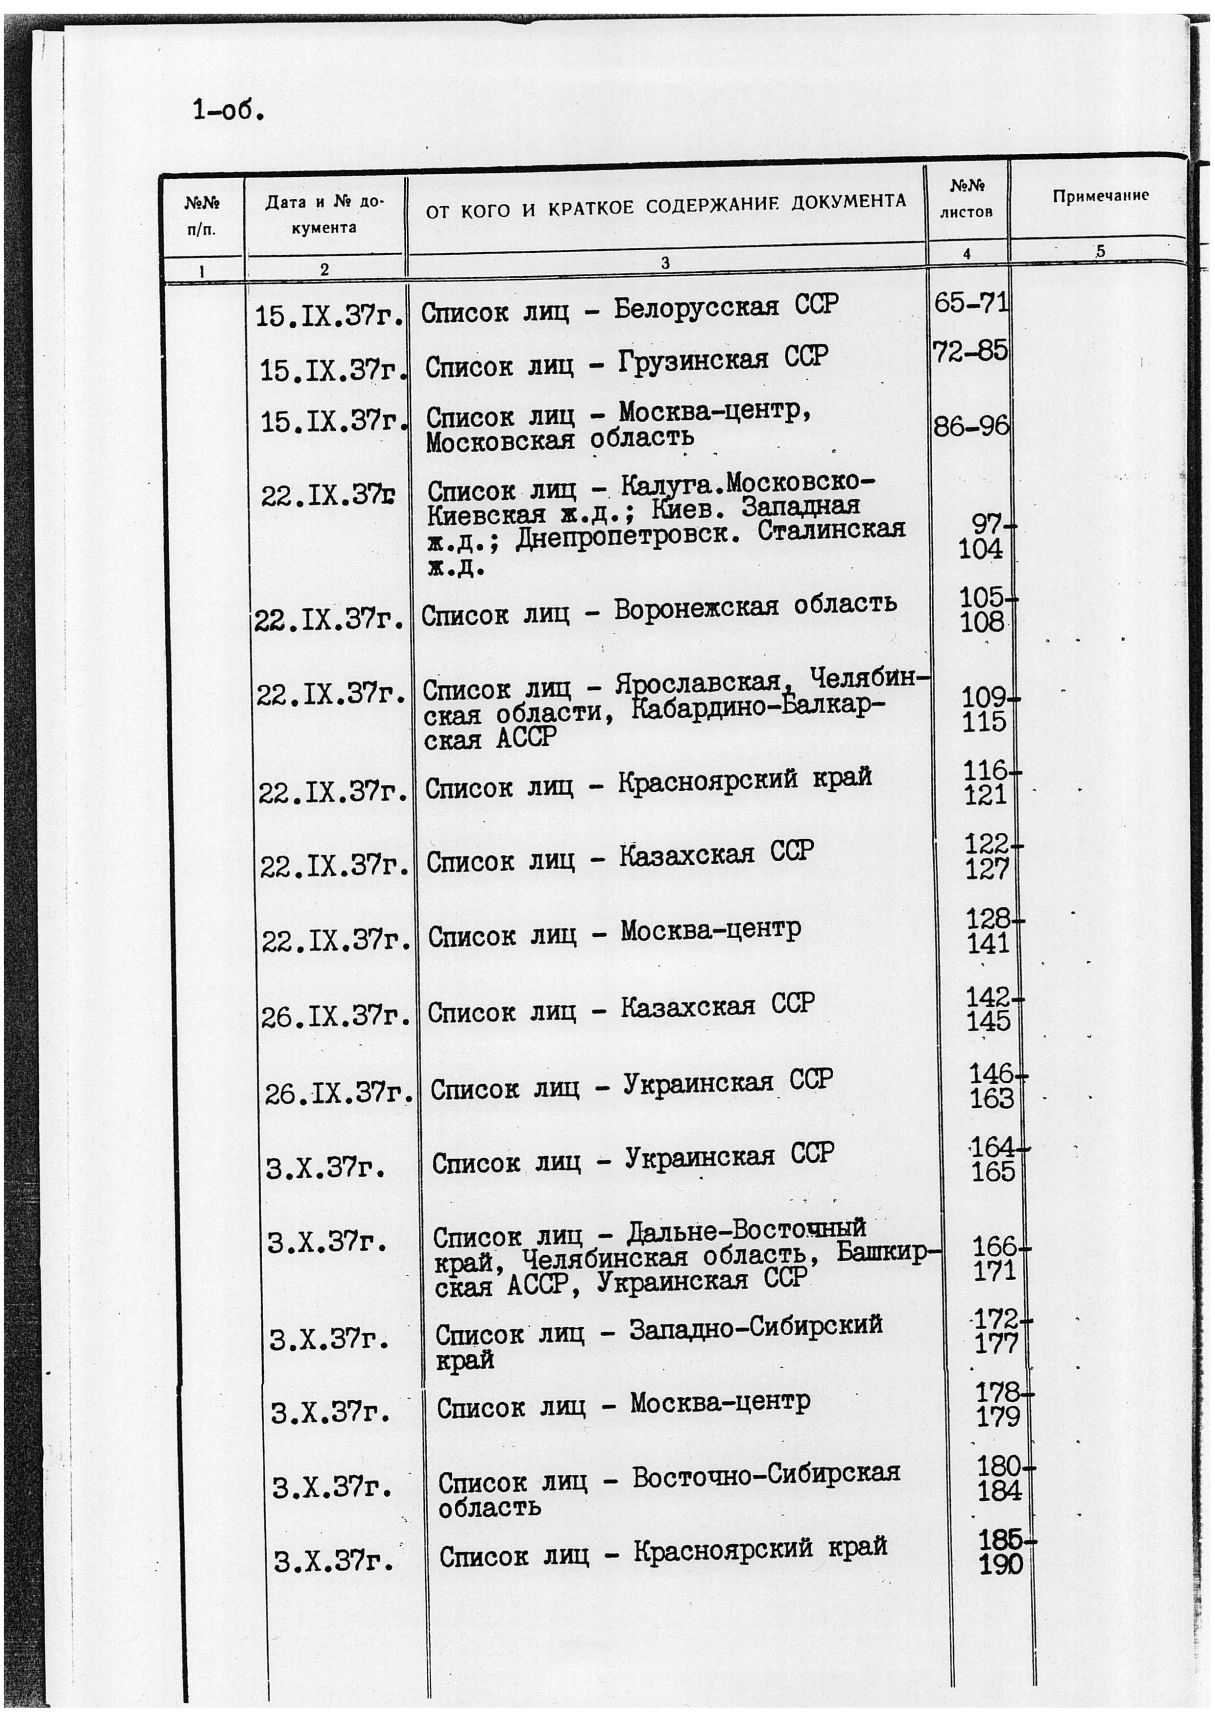 1-об.
№№ п/п.
Дата и № до-
кумента
ОТ КОГО И КРАТКОЕ СОДЕРЖАНИЕ ДОКУМЕНТА
№№ листов
Примечание
1 2 3 4 5
15.IX.37г. Список лиц - Белорусская ССР 65-71
15.IX.37г. Список лиц - Грузинская ССР 72-85
15.IX.37г. Список лиц - Москва-центр,
Московская область 86-96
22.IX.37г Список лиц - Калуга.Московско-
Киевская ж.д.; Киев. Западная
ж.д.; Днепропетровск. Сталинская 97-
ж.д. 104
22.IX.37г. Список лиц - Воронежская область 105-
108
22.IX.37г. Список лиц - Ярославская, Челябин-
ская области, Кабардино-Балкар- 109-
ская АССР 115
22.IX.37г. Список лиц - Красноярский край 116-
121
22.IX.37г. Список лиц - Казахская ССР 122-
127
22.IX.37г. Список лиц - Москва-центр 128-
141
26.IX.37г. Список лиц - Казахская ССР 142-
145
26.IX.37г. Список лиц - Украинская ССР 146-
163
3.X.37г. Список лиц - Украинская ССР 164-
165
3.X.37г. Список лиц - Дальне-Восточный
край, Челябинская область, Башкир- 166-
ская АССР, Украинская ССР 171
3.X.37г. Список лиц - Западно-Сибирский 172-
край 177
3.X.37г. Список лиц - Москва-центр 178-
179
3.X.37г. Список лиц - Восточно-Сибирская 180-
область 184
3.X.37г. Список лиц - Красноярский край 185-
190